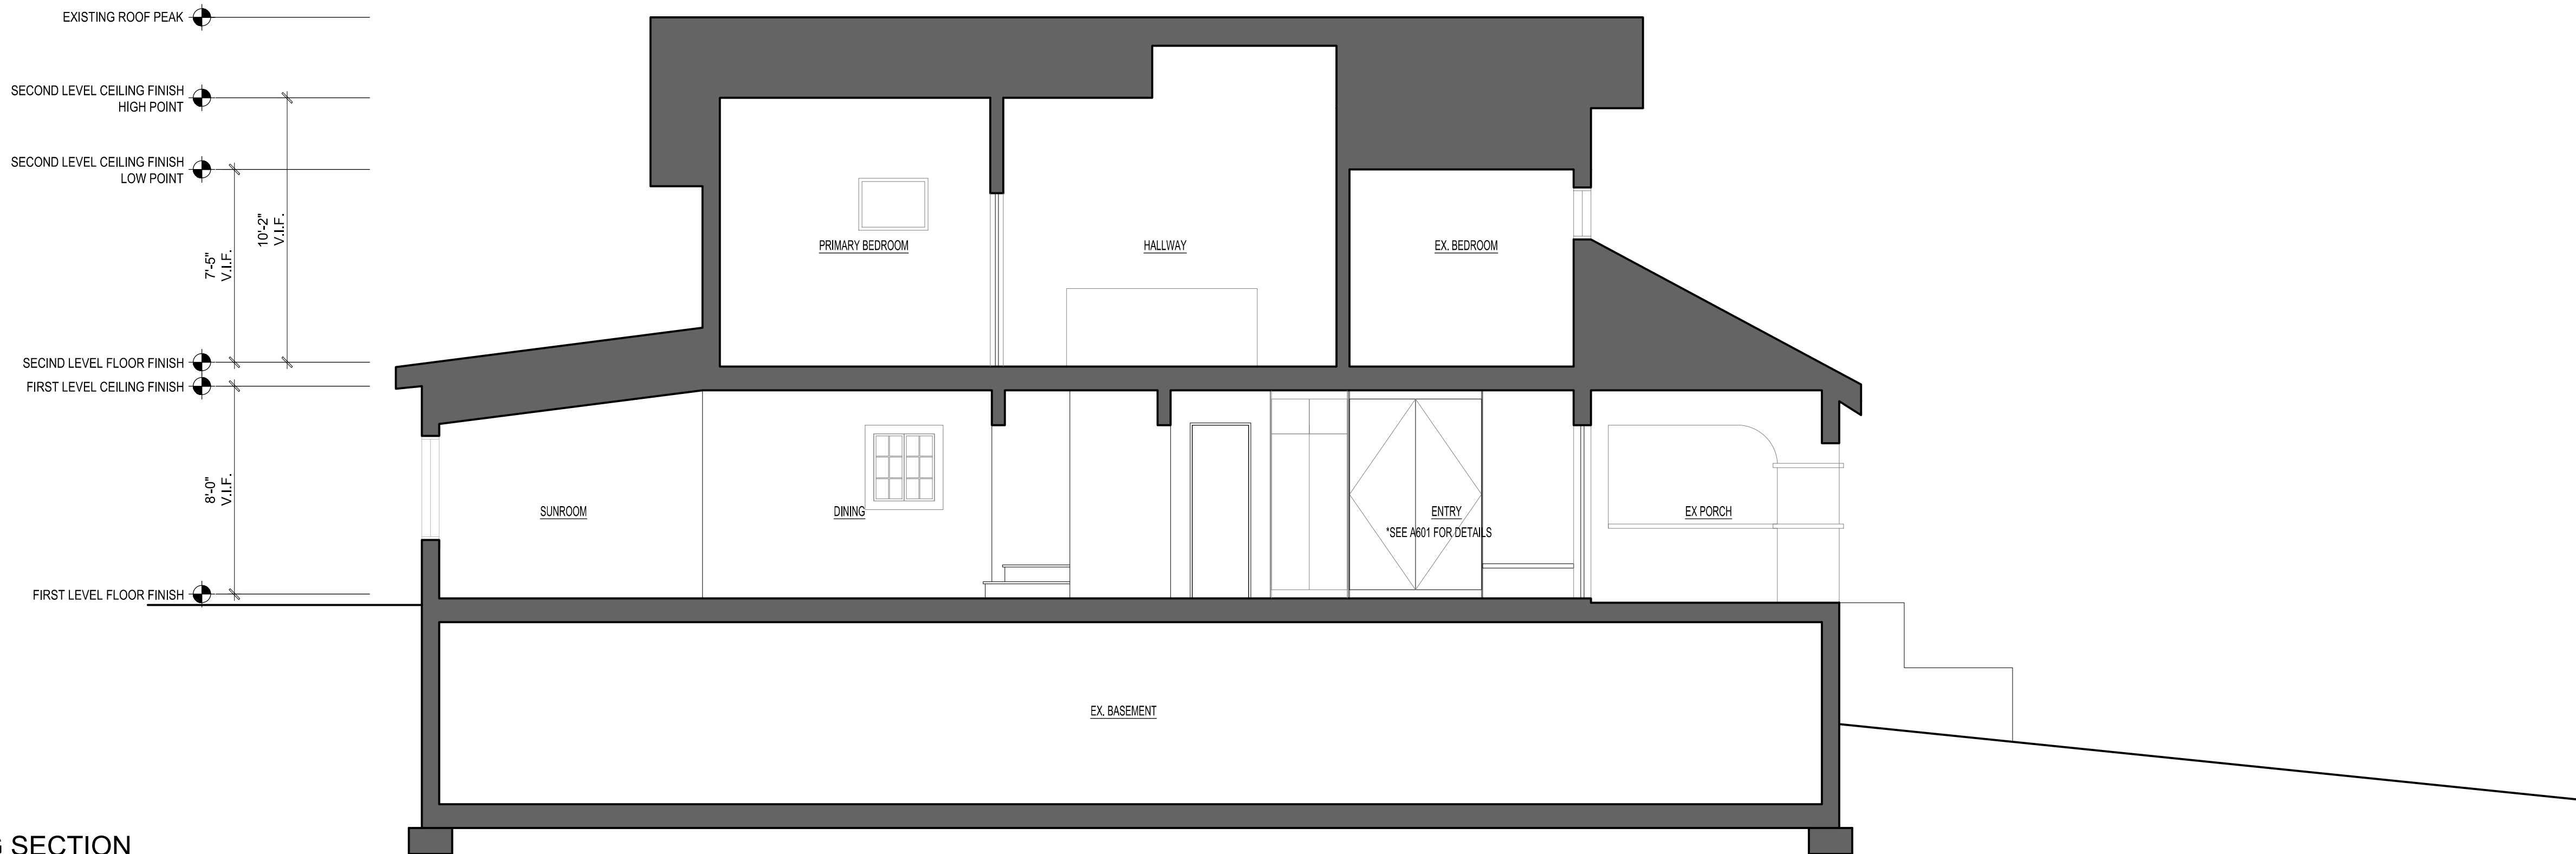 EXISTING ROOF PEAK
SECOND LEVEL CEILING FINISH
HIGH POINT
SECOND LEVEL CEILING FINISH
LOW POINT
10'-2"
V.I.F.
7'-5"
V.I.F.
PRIMARY BEDROOM
HALLWAY
EX. BEDROOM
SECIND LEVEL FLOOR FINISH
FIRST LEVEL CEILING FINISH
8'-0"
V.I.F.
SUNROOM
DINING
ENTRY
*SEE A601 FOR DETAILS
EX PORCH
FIRST LEVEL FLOOR FINISH
EX. BASEMENT
SECTION